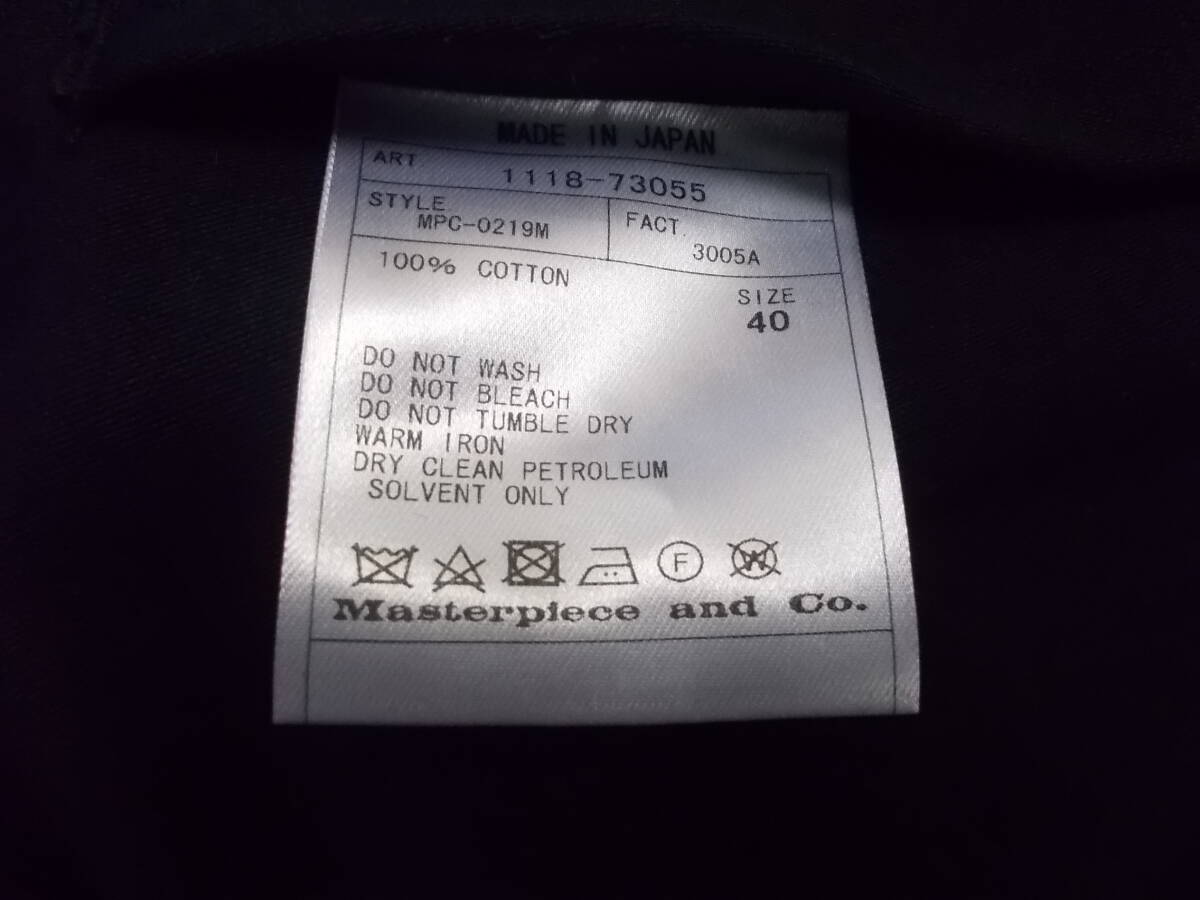 MADE IN JAPAN
ART 1118-73055
STYLE FACT.
MPC-0219M 3005A
100% COTTON
SIZE
40
DO NOT WASH
DO NOT BLEACH
DO NOT TUMBLE DRY
WARM IRON
DRY CLEAN PETROLEUM
SOLVENT ONLY
F W
Masterpiece and Co.